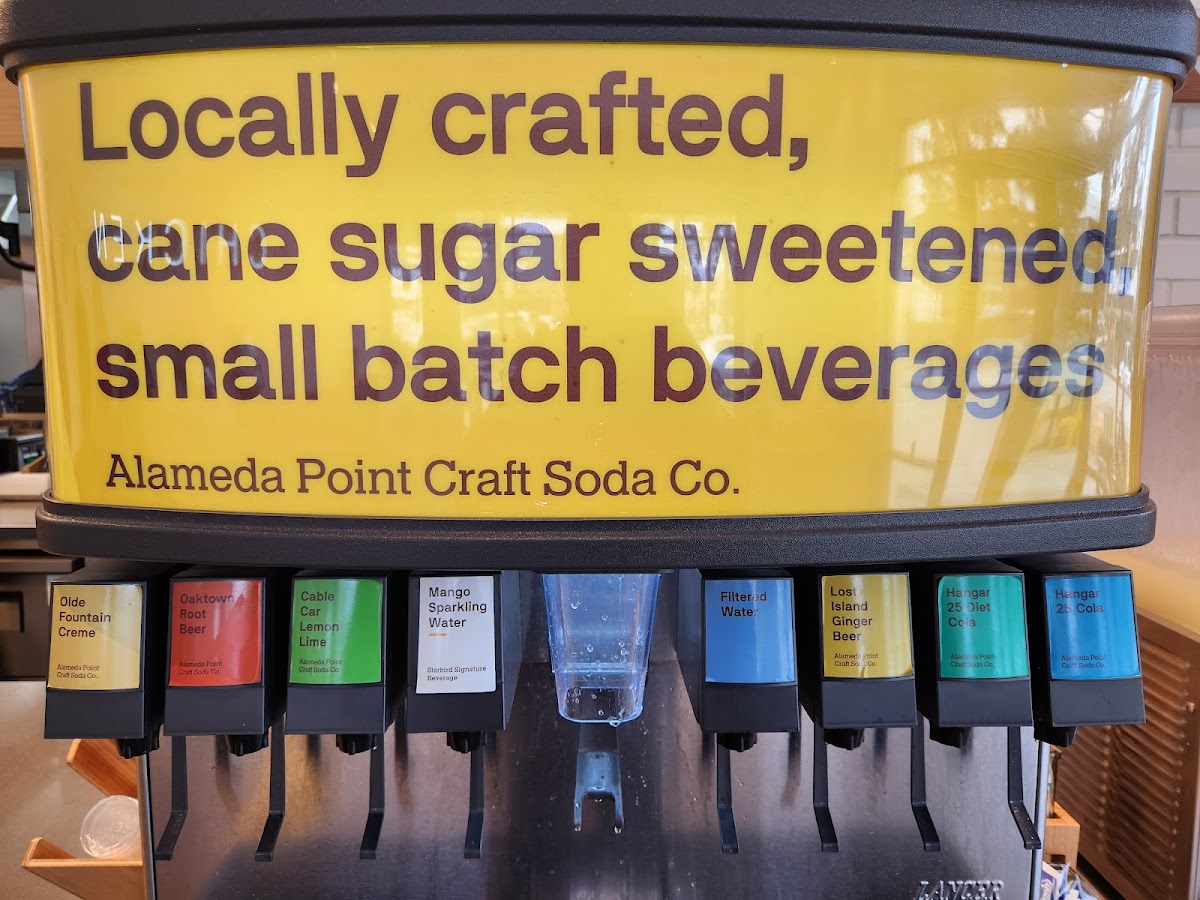 Locally crafted,
cane sugar sweetened,
small batch beverages
Alameda Point Craft Soda Co.
Olde
Fountain
Creme
Alameda Point
Craft Soda Co.
Oaktown
Root
Beer
Alameda Point
Craft Soda Co.
Cable
Car
Lemon
Lime
Alameda Point
Craft Soda Co.
Mango
Sparkling
Water
Starbird Signature
Beverage
Filtered
Water
Lost
Island
Ginger
Beer
Alameda Point
Craft Soda Co.
Hangar
25 Diet
Cola
Alameda Point
Craft Soda Co.
Hangar
25 Cola
Alameda Point
Craft Soda Co.
LANCER